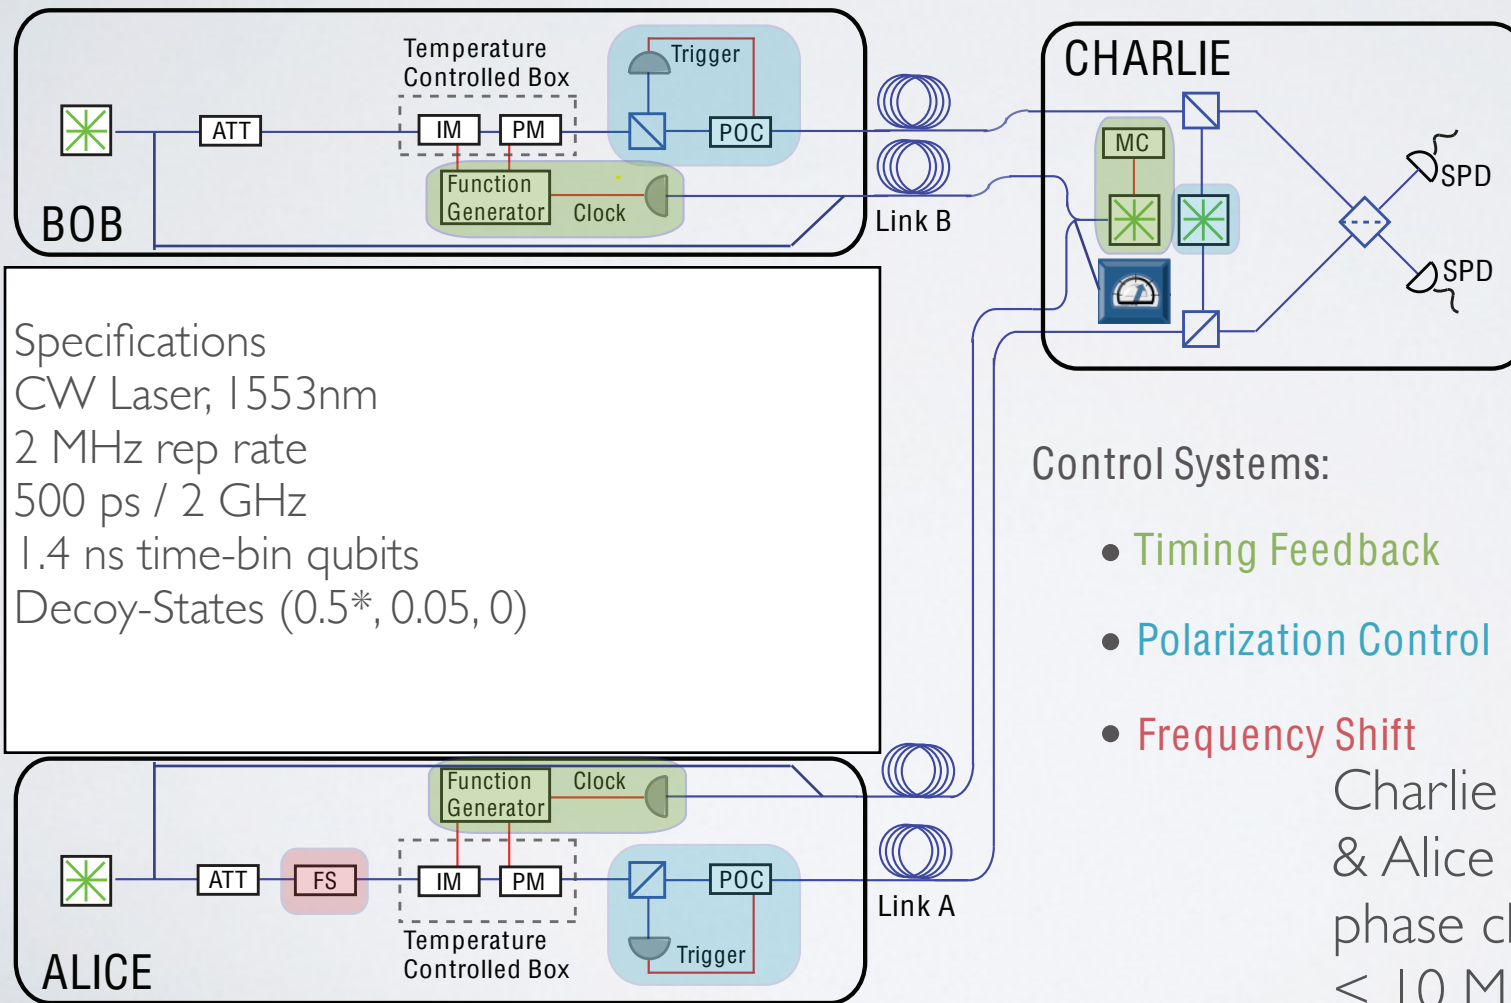 BOB
Temperature
Controlled Box
ATT
IM
PM
Trigger
POC
Function
Generator
Clock
Link B
CHARLIE
MC
SPD
SPD
Specifications
CW Laser, 1553nm
2 MHz rep rate
500 ps / 2 GHz
1.4 ns time-bin qubits
Decoy-States (0.5*, 0.05, 0)
Control Systems:
• Timing Feedback
• Polarization Control
• Frequency Shift
Charlie
& Alice
phase
< 10 M
Function
Generator
Clock
ATT
FS
IM
PM
POC
Trigger
Temperature
Controlled Box
Link A
ALICE